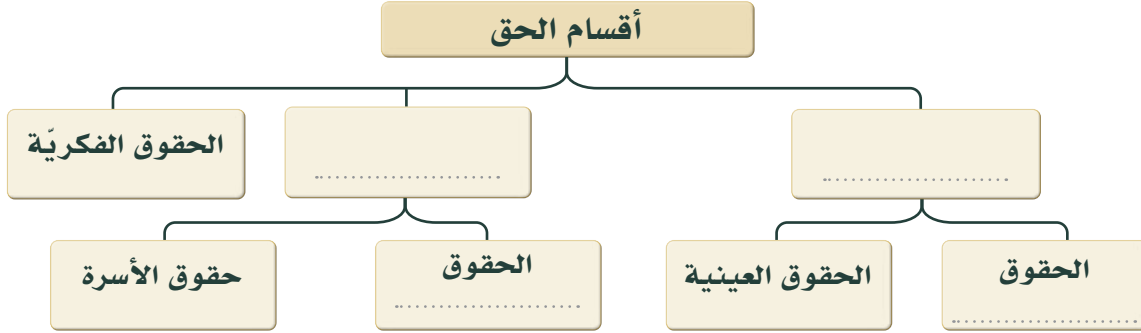 أقسام الحق
الحقوق الفكريّة
الحقوق
الحقوق العينية
الحقوق
حقوق الأسرة